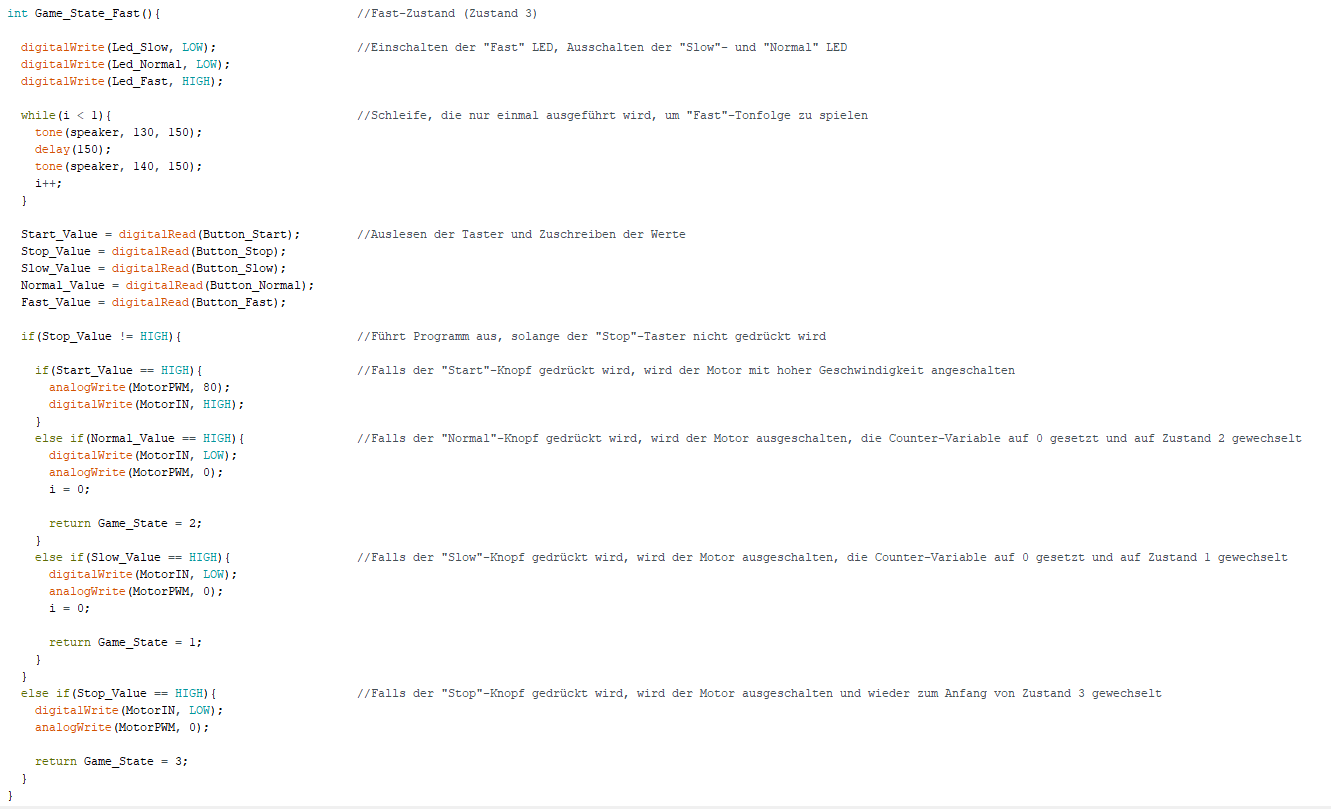 int Game_State_Fast(){ //Fast-Zustand (Zustand 3)
digitalWrite(Led_Slow, LOW); //Einschalten der "Fast" LED, Ausschalten der "Slow"- und "Normal" LED
digitalWrite(Led_Normal, LOW);
digitalWrite(Led_Fast, HIGH);
while(i < 1){ //Schleife, die nur einmal ausgeführt wird, um "Fast"-Tonfolge zu spielen
tone(speaker, 130, 150);
delay(150);
tone(speaker, 140, 150);
i++;
}
Start_Value = digitalRead(Button_Start); //Auslesen der Taster und Zuschreiben der Werte
Stop_Value = digitalRead(Button_Stop);
Slow_Value = digitalRead(Button_Slow);
Normal_Value = digitalRead(Button_Normal);
Fast_Value = digitalRead(Button_Fast);
if(Stop_Value != HIGH){ //Führt Programm aus, solange der "Stop"-Taster nicht gedrückt wird
if(Start_Value == HIGH){ //Falls der "Start"-Knopf gedrückt wird, wird der Motor mit hoher Geschwindigkeit angeschalten
analogWrite(MotorPWM, 80);
digitalWrite(MotorIN, HIGH);
}
else if(Normal_Value == HIGH){ //Falls der "Normal"-Knopf gedrückt wird, wird der Motor ausgeschalten, die Counter-Variable auf 0 gesetzt und auf Zustand 2 gewechselt
digitalWrite(MotorIN, LOW);
analogWrite(MotorPWM, 0);
i = 0;
return Game_State = 2;
}
else if(Slow_Value == HIGH){ //Falls der "Slow"-Knopf gedrückt wird, wird der Motor ausgeschalten, die Counter-Variable auf 0 gesetzt und auf Zustand 1 gewechselt
digitalWrite(MotorIN, LOW);
analogWrite(MotorPWM, 0);
i = 0;
return Game_State = 1;
}
}
else if(Stop_Value == HIGH){ //Falls der "Stop"-Knopf gedrückt wird, wird der Motor ausgeschalten und wieder zum Anfang von Zustand 3 gewechselt
digitalWrite(MotorIN, LOW);
analogWrite(MotorPWM, 0);
return Game_State = 3;
}
}